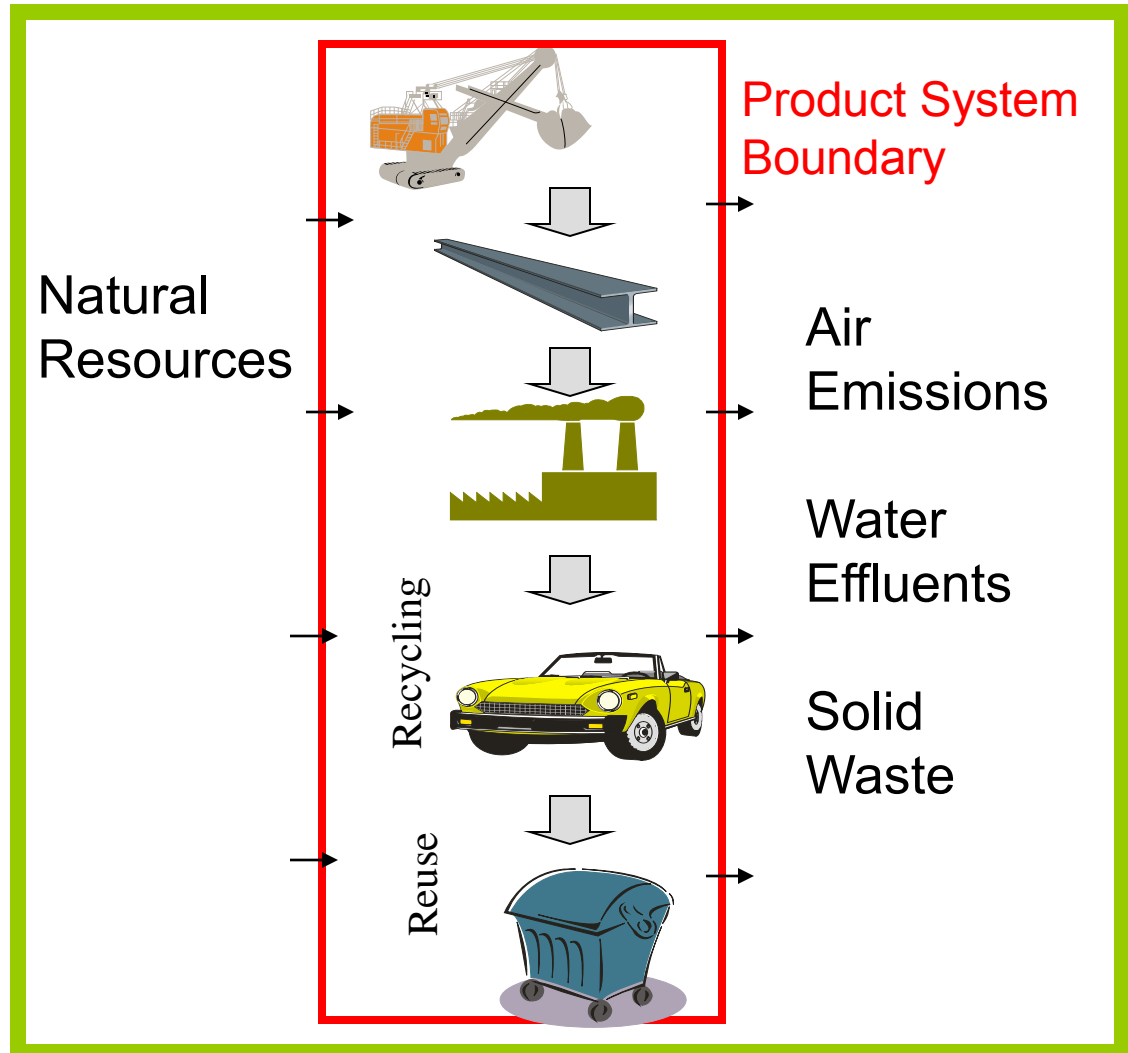 Product System
Boundary
Natural
Resources
Air
Emissions
Water
Effluents
Recycling
Solid
Waste
Reuse